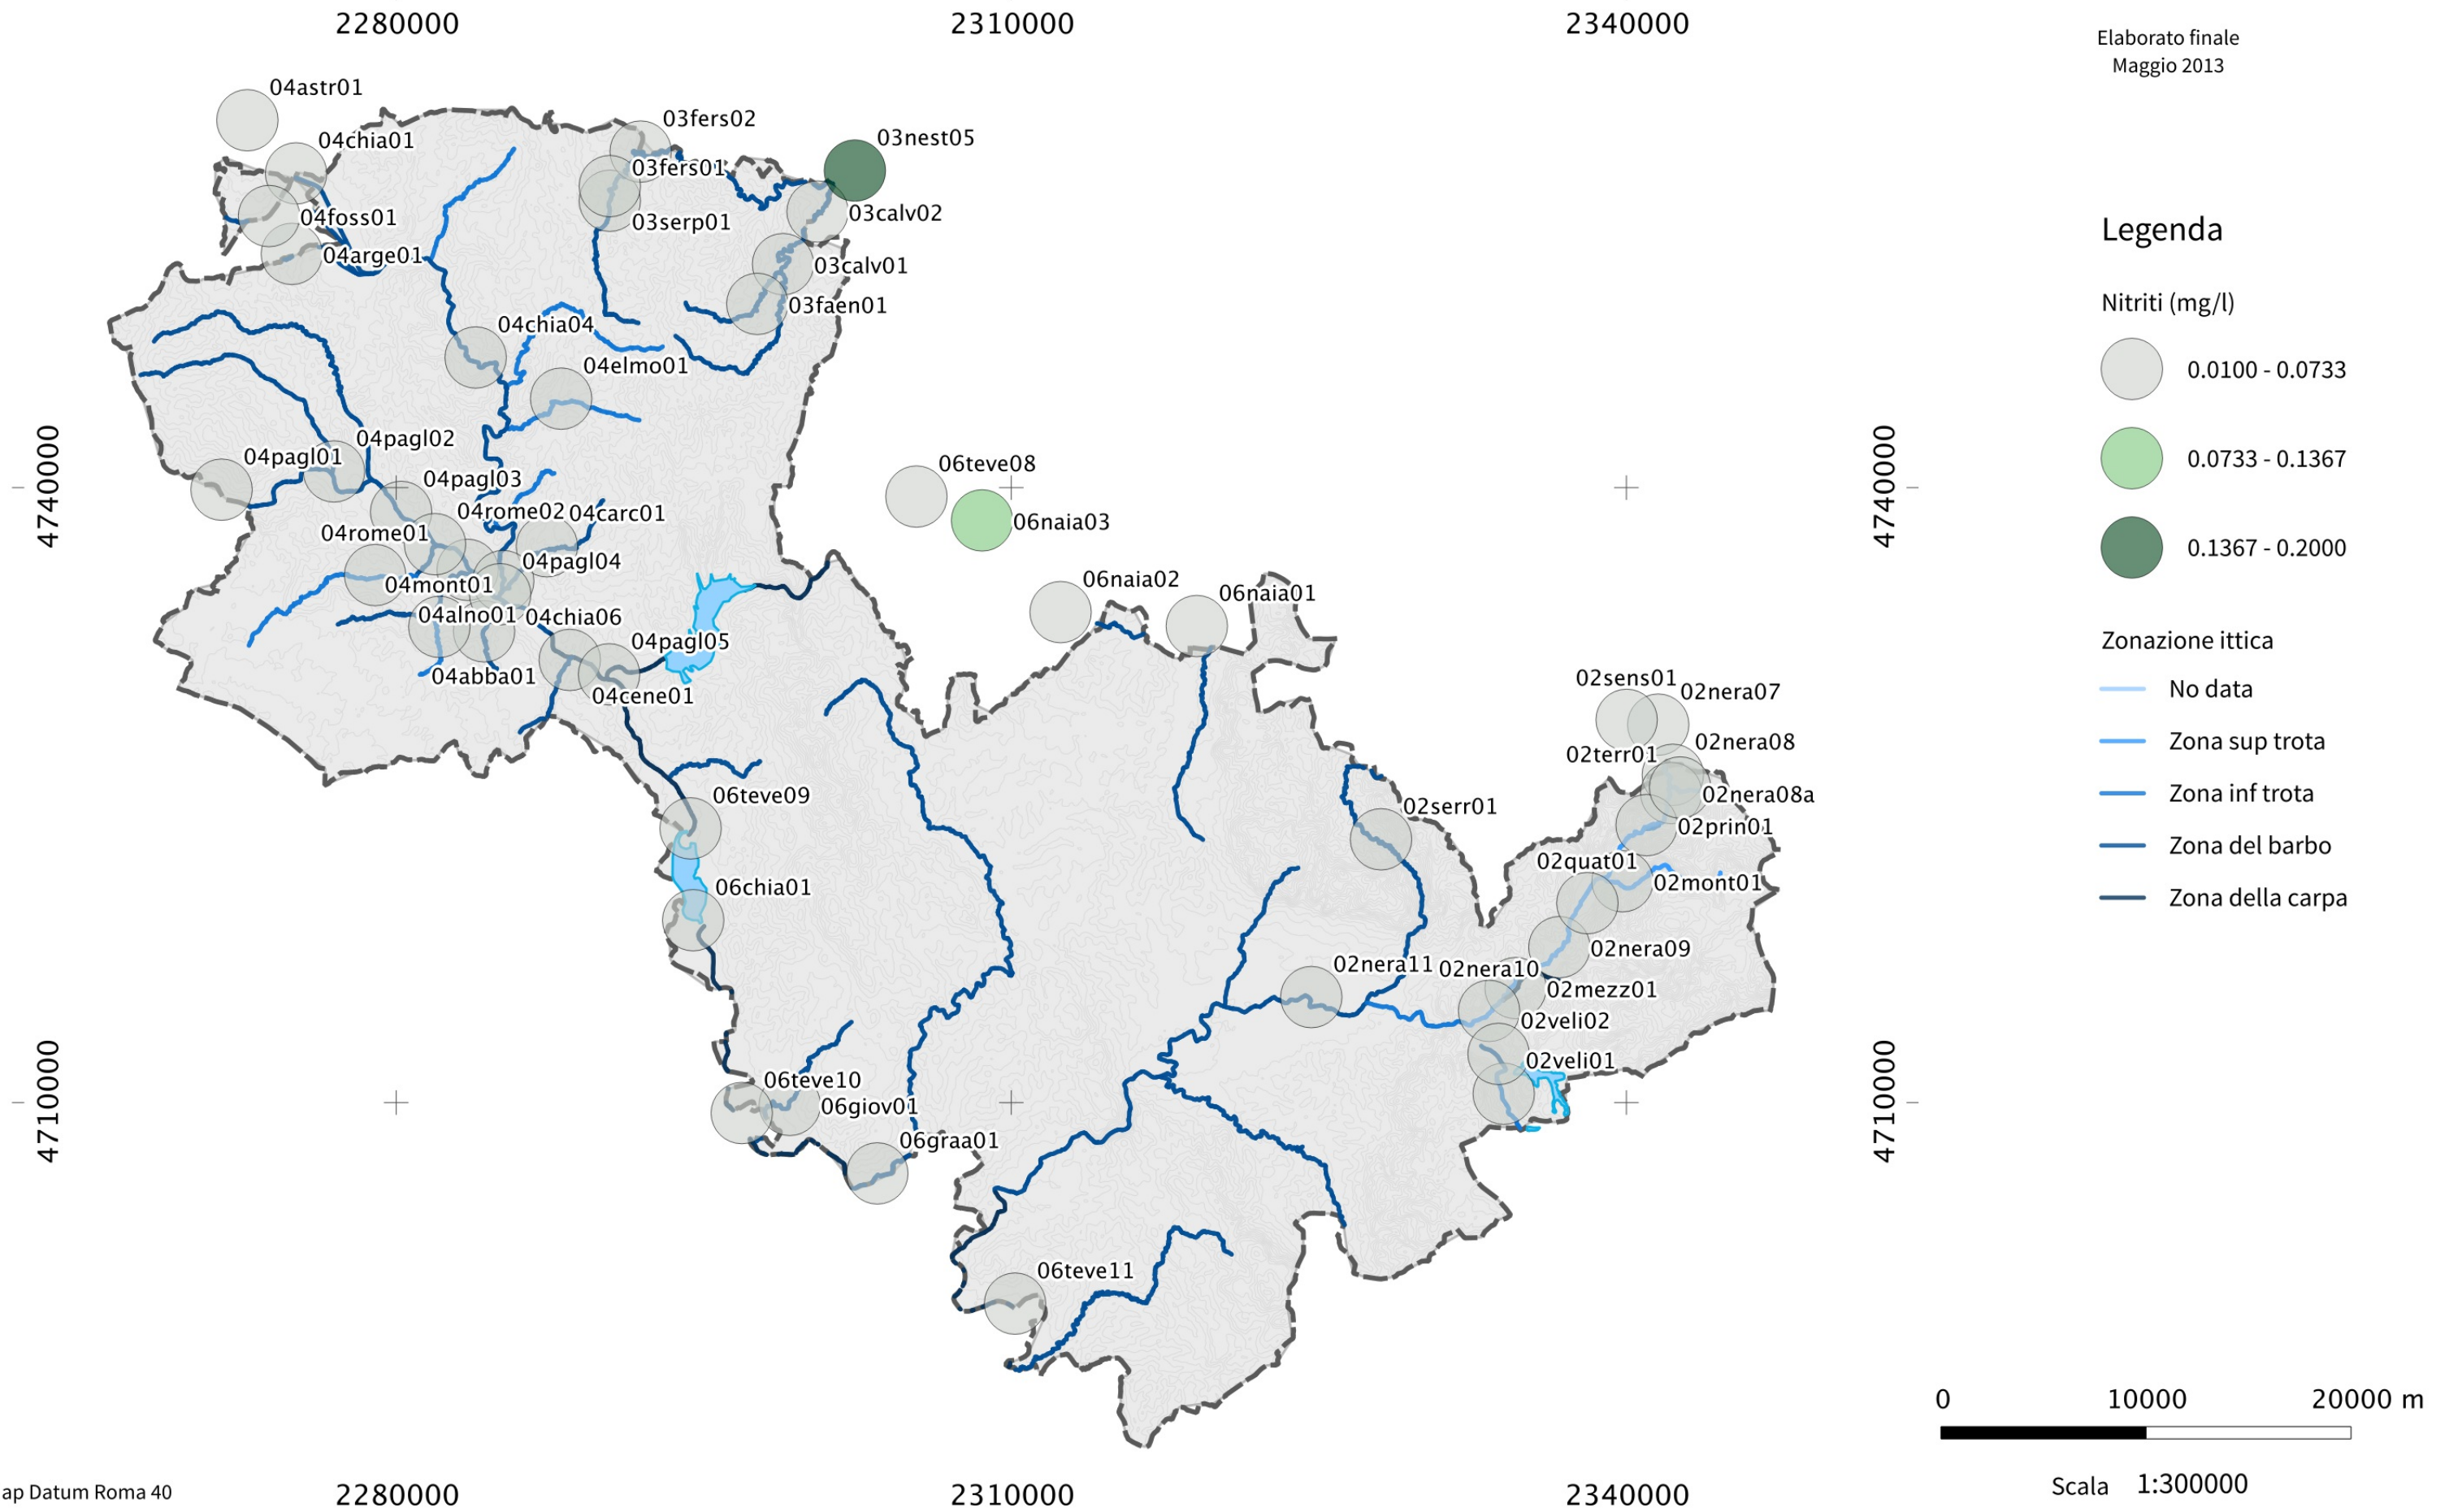 2280000
2310000
2340000
Elaborato finale
Maggio 2013
04astr01
03fers02
03nest05
04chia01
03fers01
04foss01
03serp01
03calv02
04arge01
03calv01
03faen01
04chia04
04elmo01
Legenda
Nitriti (mg/l)
0.0100 - 0.0733
0.0733 - 0.1367
0.1367 - 0.2000
4740000
4740000
04pagl02
04pagl01
04pagl03
06teve08
04rome02
04carc01
06naia03
04rome01
04pagl04
04mont01
06naia02
06naia01
04alno01
04chia06
04pagl05
04abba01
04cene01
Zonazione ittica
No data
Zona sup trota
Zona inf trota
Zona del barbo
Zona della carpa
02sens01
02nera07
02nera08
02terr01
02nera08a
06teve09
02serr01
02prin01
02quat01
06chia01
02mont01
02nera09
02nera11
02nera10
02mezz01
02veli02
02veli01
4710000
4710000
06teve10
06giov01
06graa01
06teve11
0
10000
20000 m
Scala 1:300000
ap Datum Roma 40
2280000
2310000
2340000